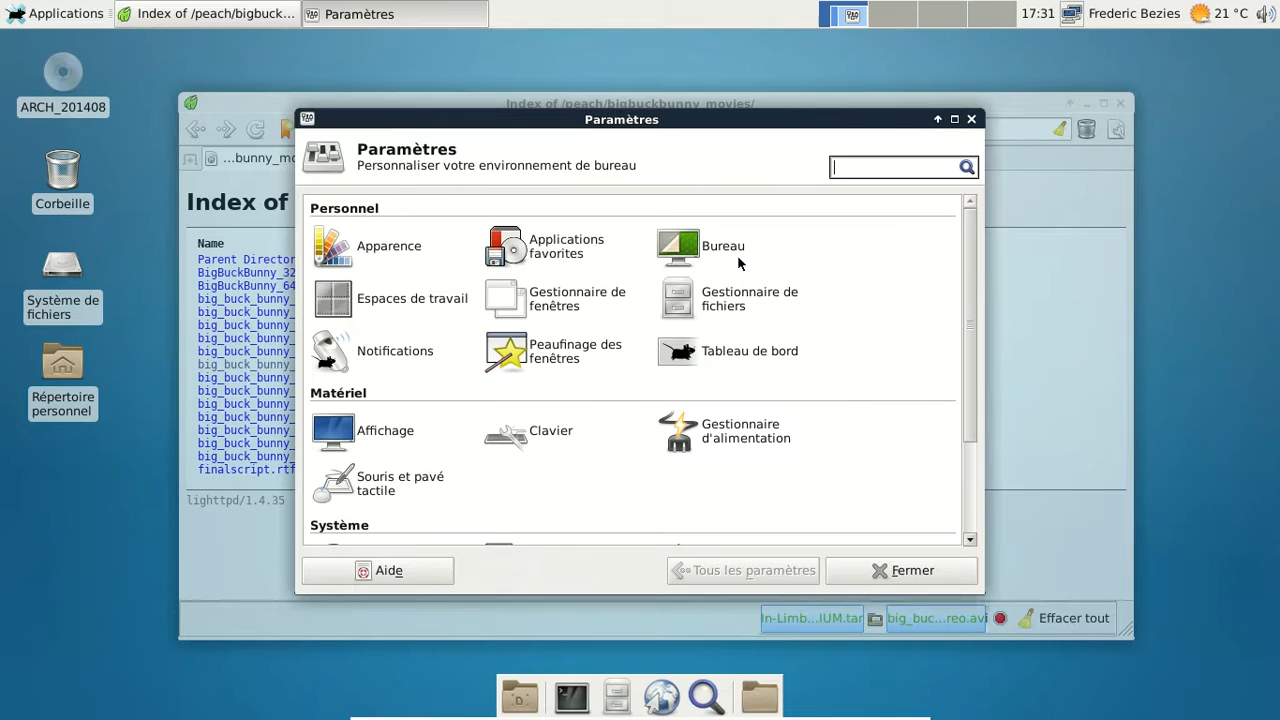 Applications
Index of /peach/bigbuck...
Paramètres
17:31
Frederic Bezies
21 °C
ARCH_201408
Corbeille
Système de
fichiers
Répertoire
personnel
Index of /peach/bigbuckbunny_movies/
...bunny_mo
Index of
Name
Parent Director
BigBuckBunny_32
BigBuckBunny_64
big_buck_bunny_
big_buck_bunny_
big_buck_bunny_
big_buck_bunny_
big_buck_bunny_
big_buck_bunny_
big_buck_bunny_
big_buck_bunny_
big_buck_bunny_
big_buck_bunny_
big_buck_bunny_
big_buck_bunny_
big_buck_bunny_
finalscript.rtf
lighttpd/1.4.35
Paramètres
Paramètres
Personnaliser votre environnement de bureau
Personnel
Apparence
Applications
favorites
Bureau
Espaces de travail
Gestionnaire de
fenêtres
Gestionnaire de
fichiers
Notifications
Peaufinage des
fenêtres
Tableau de bord
Matériel
Affichage
Clavier
Gestionnaire
d'alimentation
Souris et pavé
tactile
Système
Aide
Tous les paramètres
Fermer
In-Limb...IUM.tar
big_buc...reo.avi
Effacer tout